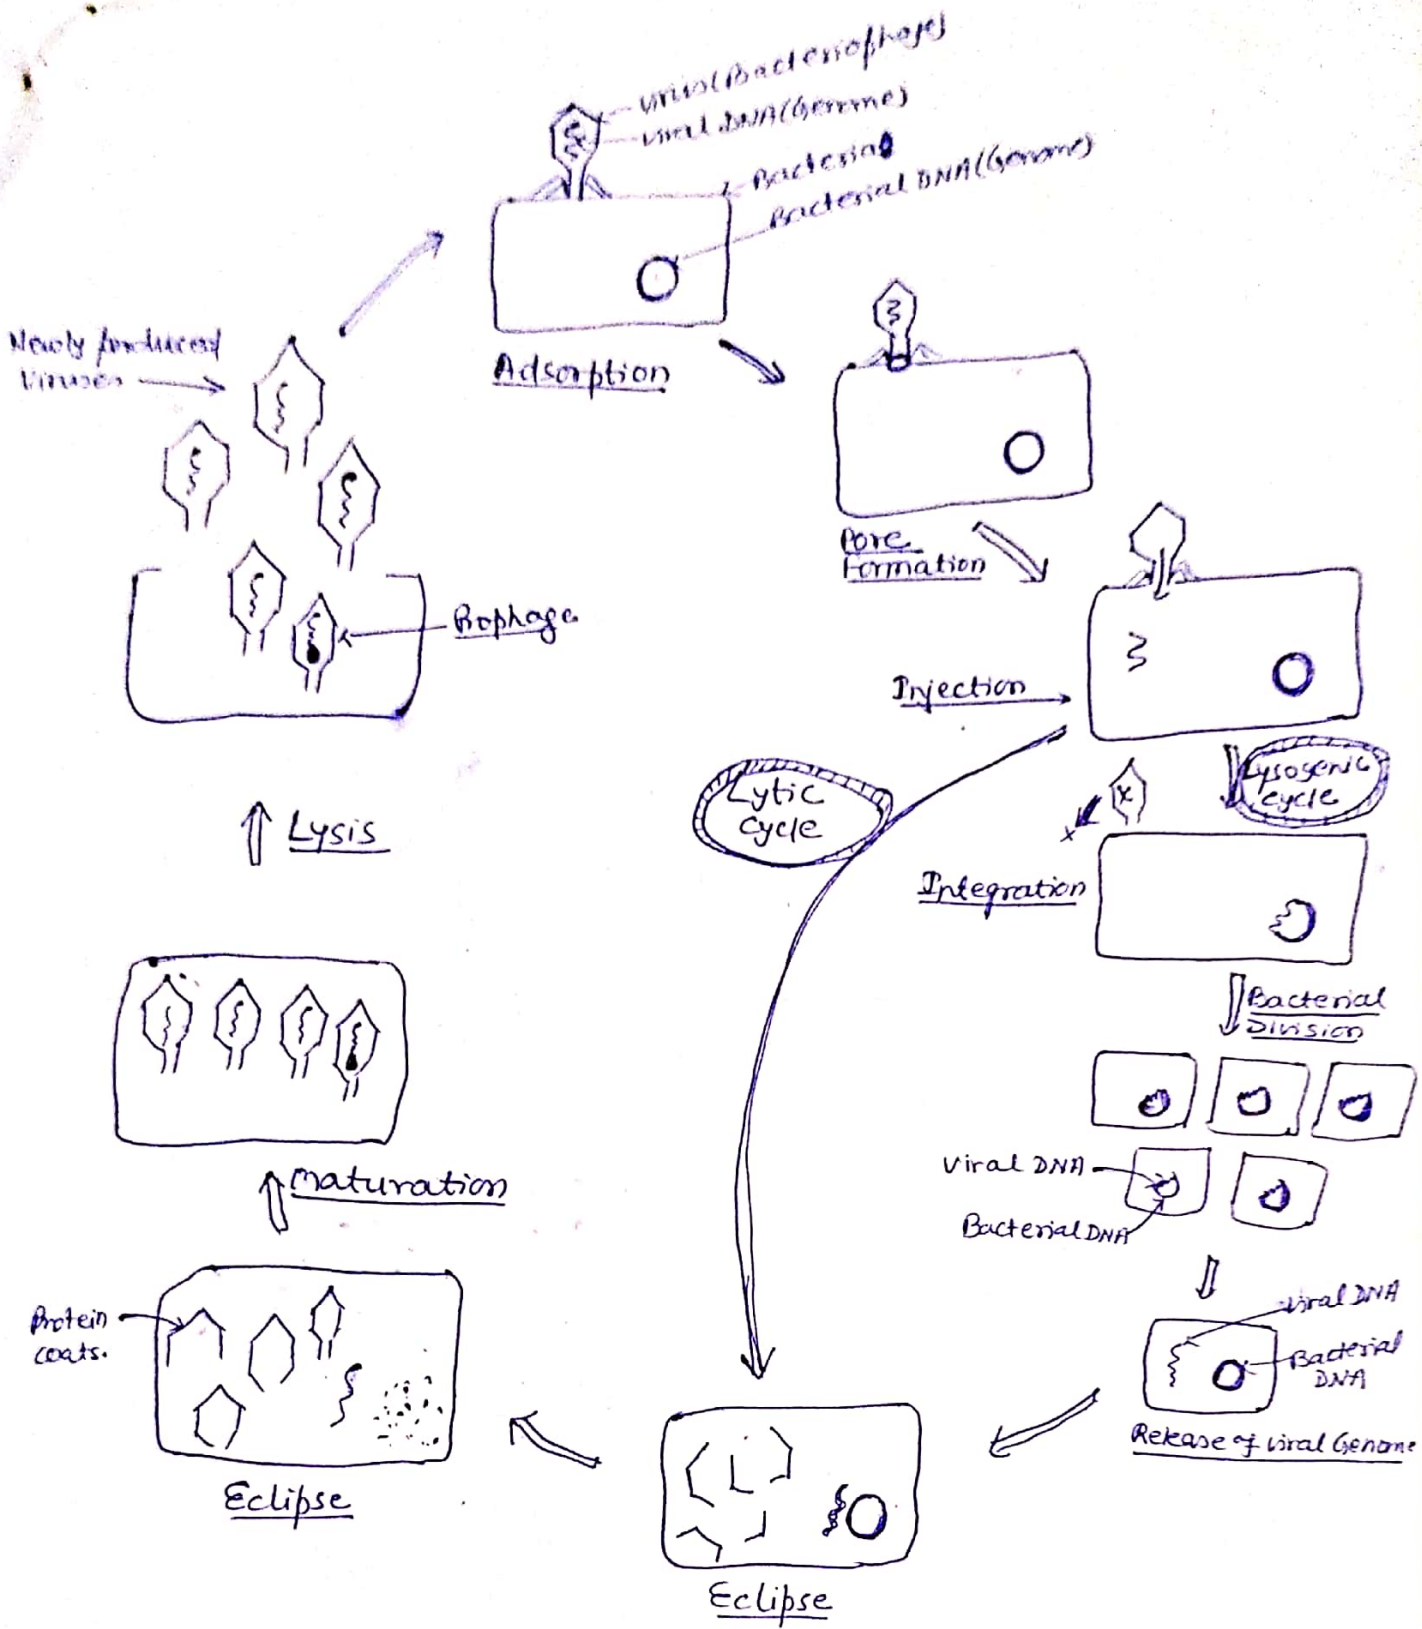 Virus(Bacteriophage)
Viral DNA(Genome)
Bacteria
Bacterial DNA(Genome)
Adsorption
Newly produced
Viruses
Pore
Formation
Prophage
Injection
Lysogenic
cycle
Lytic
cycle
Lysis
Integration
Bacterial
Division
Viral DNA
Bacterial DNA
Maturation
Viral DNA
Bacterial
DNA
Protein
coats.
Release of viral Genome
Eclipse
Eclipse